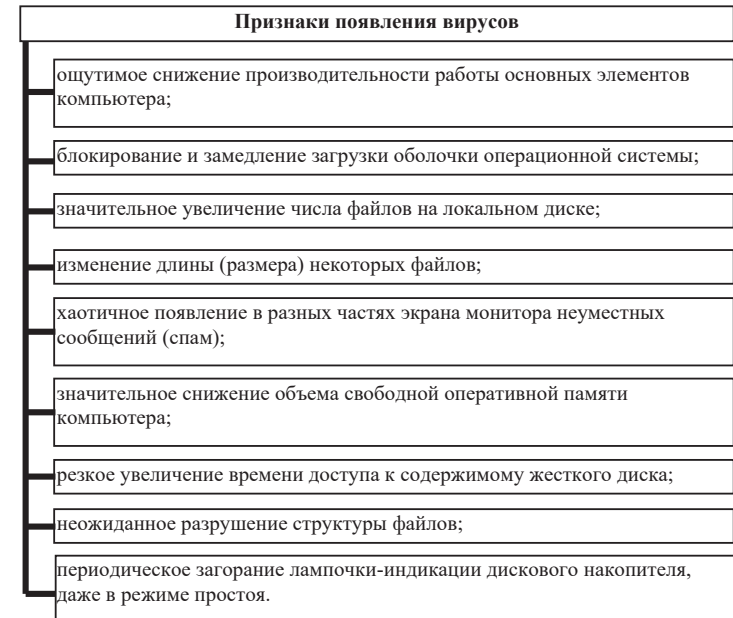 Признаки появления вирусов
ощутимое снижение производительности работы основных элементов
компьютера;
блокирование и замедление загрузки оболочки операционной системы;
значительное увеличение числа файлов на локальном диске;
изменение длины (размера) некоторых файлов;
хаотичное появление в разных частях экрана монитора неуместных
сообщений (спам);
значительное снижение объема свободной оперативной памяти
компьютера;
резкое увеличение времени доступа к содержимому жесткого диска;
неожиданное разрушение структуры файлов;
периодическое загорание лампочки-индикации дискового накопителя,
даже в режиме простоя.